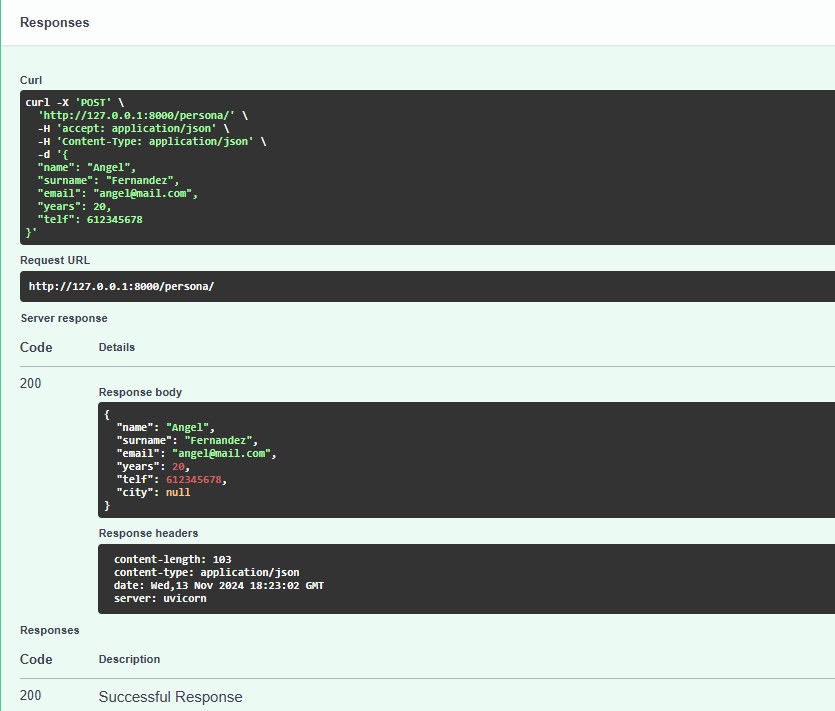 Responses
Curl
curl -X 'POST' \
  'http://127.0.0.1:8000/persona/' \
  -H 'accept: application/json' \
  -H 'Content-Type: application/json' \
  -d '{
  "name": "Angel",
  "surname": "Fernandez",
  "email": "angel@mail.com",
  "years": 20,
  "telf": 612345678
}'
Request URL
http://127.0.0.1:8000/persona/
Server response
Code Details
200
Response body
{
  "name": "Angel",
  "surname": "Fernandez",
  "email": "angel@mail.com",
  "years": 20,
  "telf": 612345678,
  "city": null
}
Response headers
content-length: 103
content-type: application/json
date: Wed,13 Nov 2024 18:23:02 GMT
server: uvicorn
Responses
Code Description
200 Successful Response